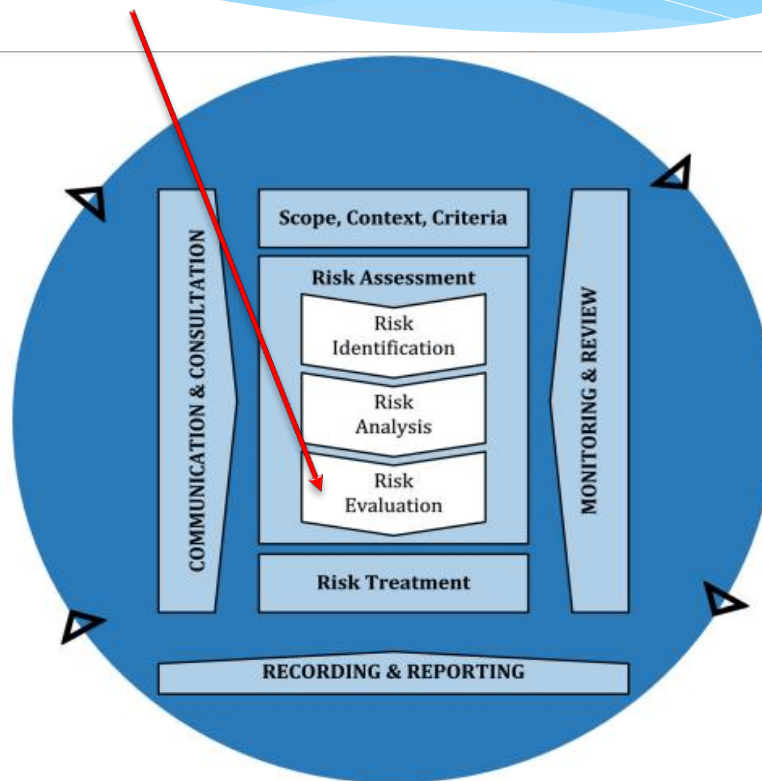 Scope, Context, Criteria
Risk Assessment
Risk
Identification
Risk
Analysis
Risk
Evaluation
Risk Treatment
COMMUNICATION & CONSULTATION
MONITORING & REVIEW
RECORDING & REPORTING